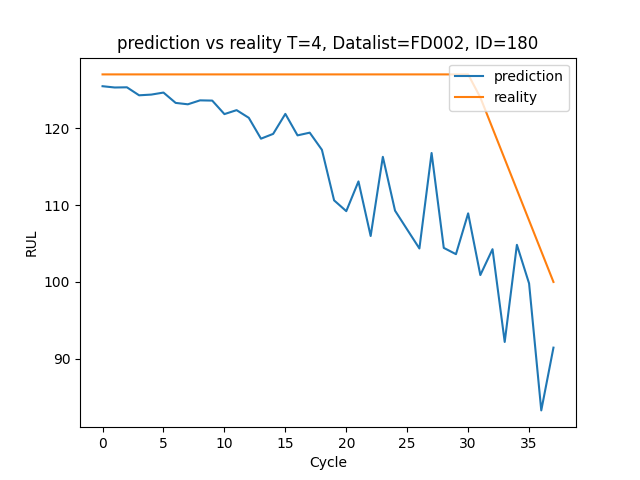 prediction vs reality T=4, Datalist=FD002, ID=180
prediction
reality
RUL
120
110
100
90
0 5 10 15 20 25 30 35
Cycle